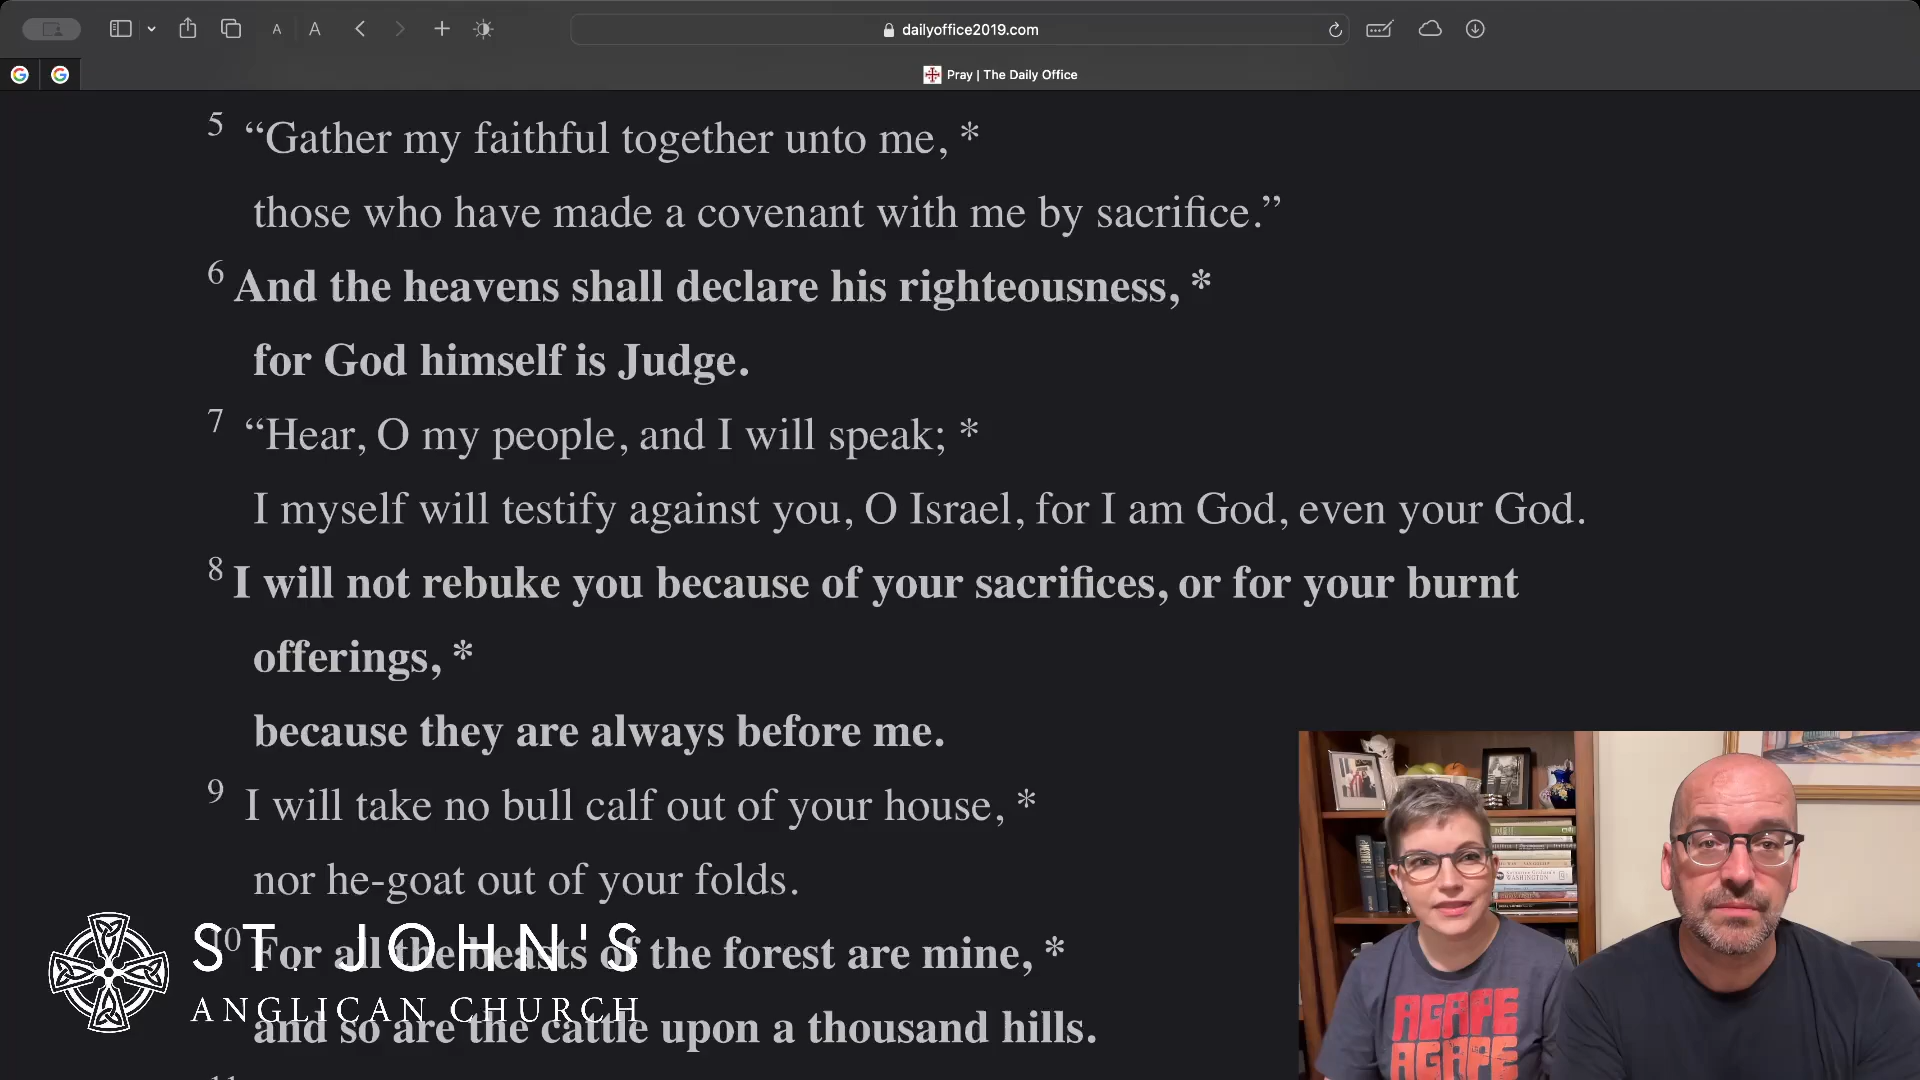 A A
dailyoffice2019.com
G G Pray | The Daily Office
5 “Gather my faithful together unto me, *
those who have made a covenant with me by sacrifice.”
6 And the heavens shall declare his righteousness, *
for God himself is Judge.
7 “Hear, O my people, and I will speak; *
I myself will testify against you, O Israel, for I am God, even your God.
8 I will not rebuke you because of your sacrifices, or for your burnt
offerings, *
because they are always before me.
9 I will take no bull calf out of your house, *
nor he-goat out of your folds.
10 For all the beasts of the forest are mine, *
and so are the cattle upon a thousand hills.
ST. JOHN'S
ANGLICAN CHURCH
WASHINGTON
AGAPE
AGAPE